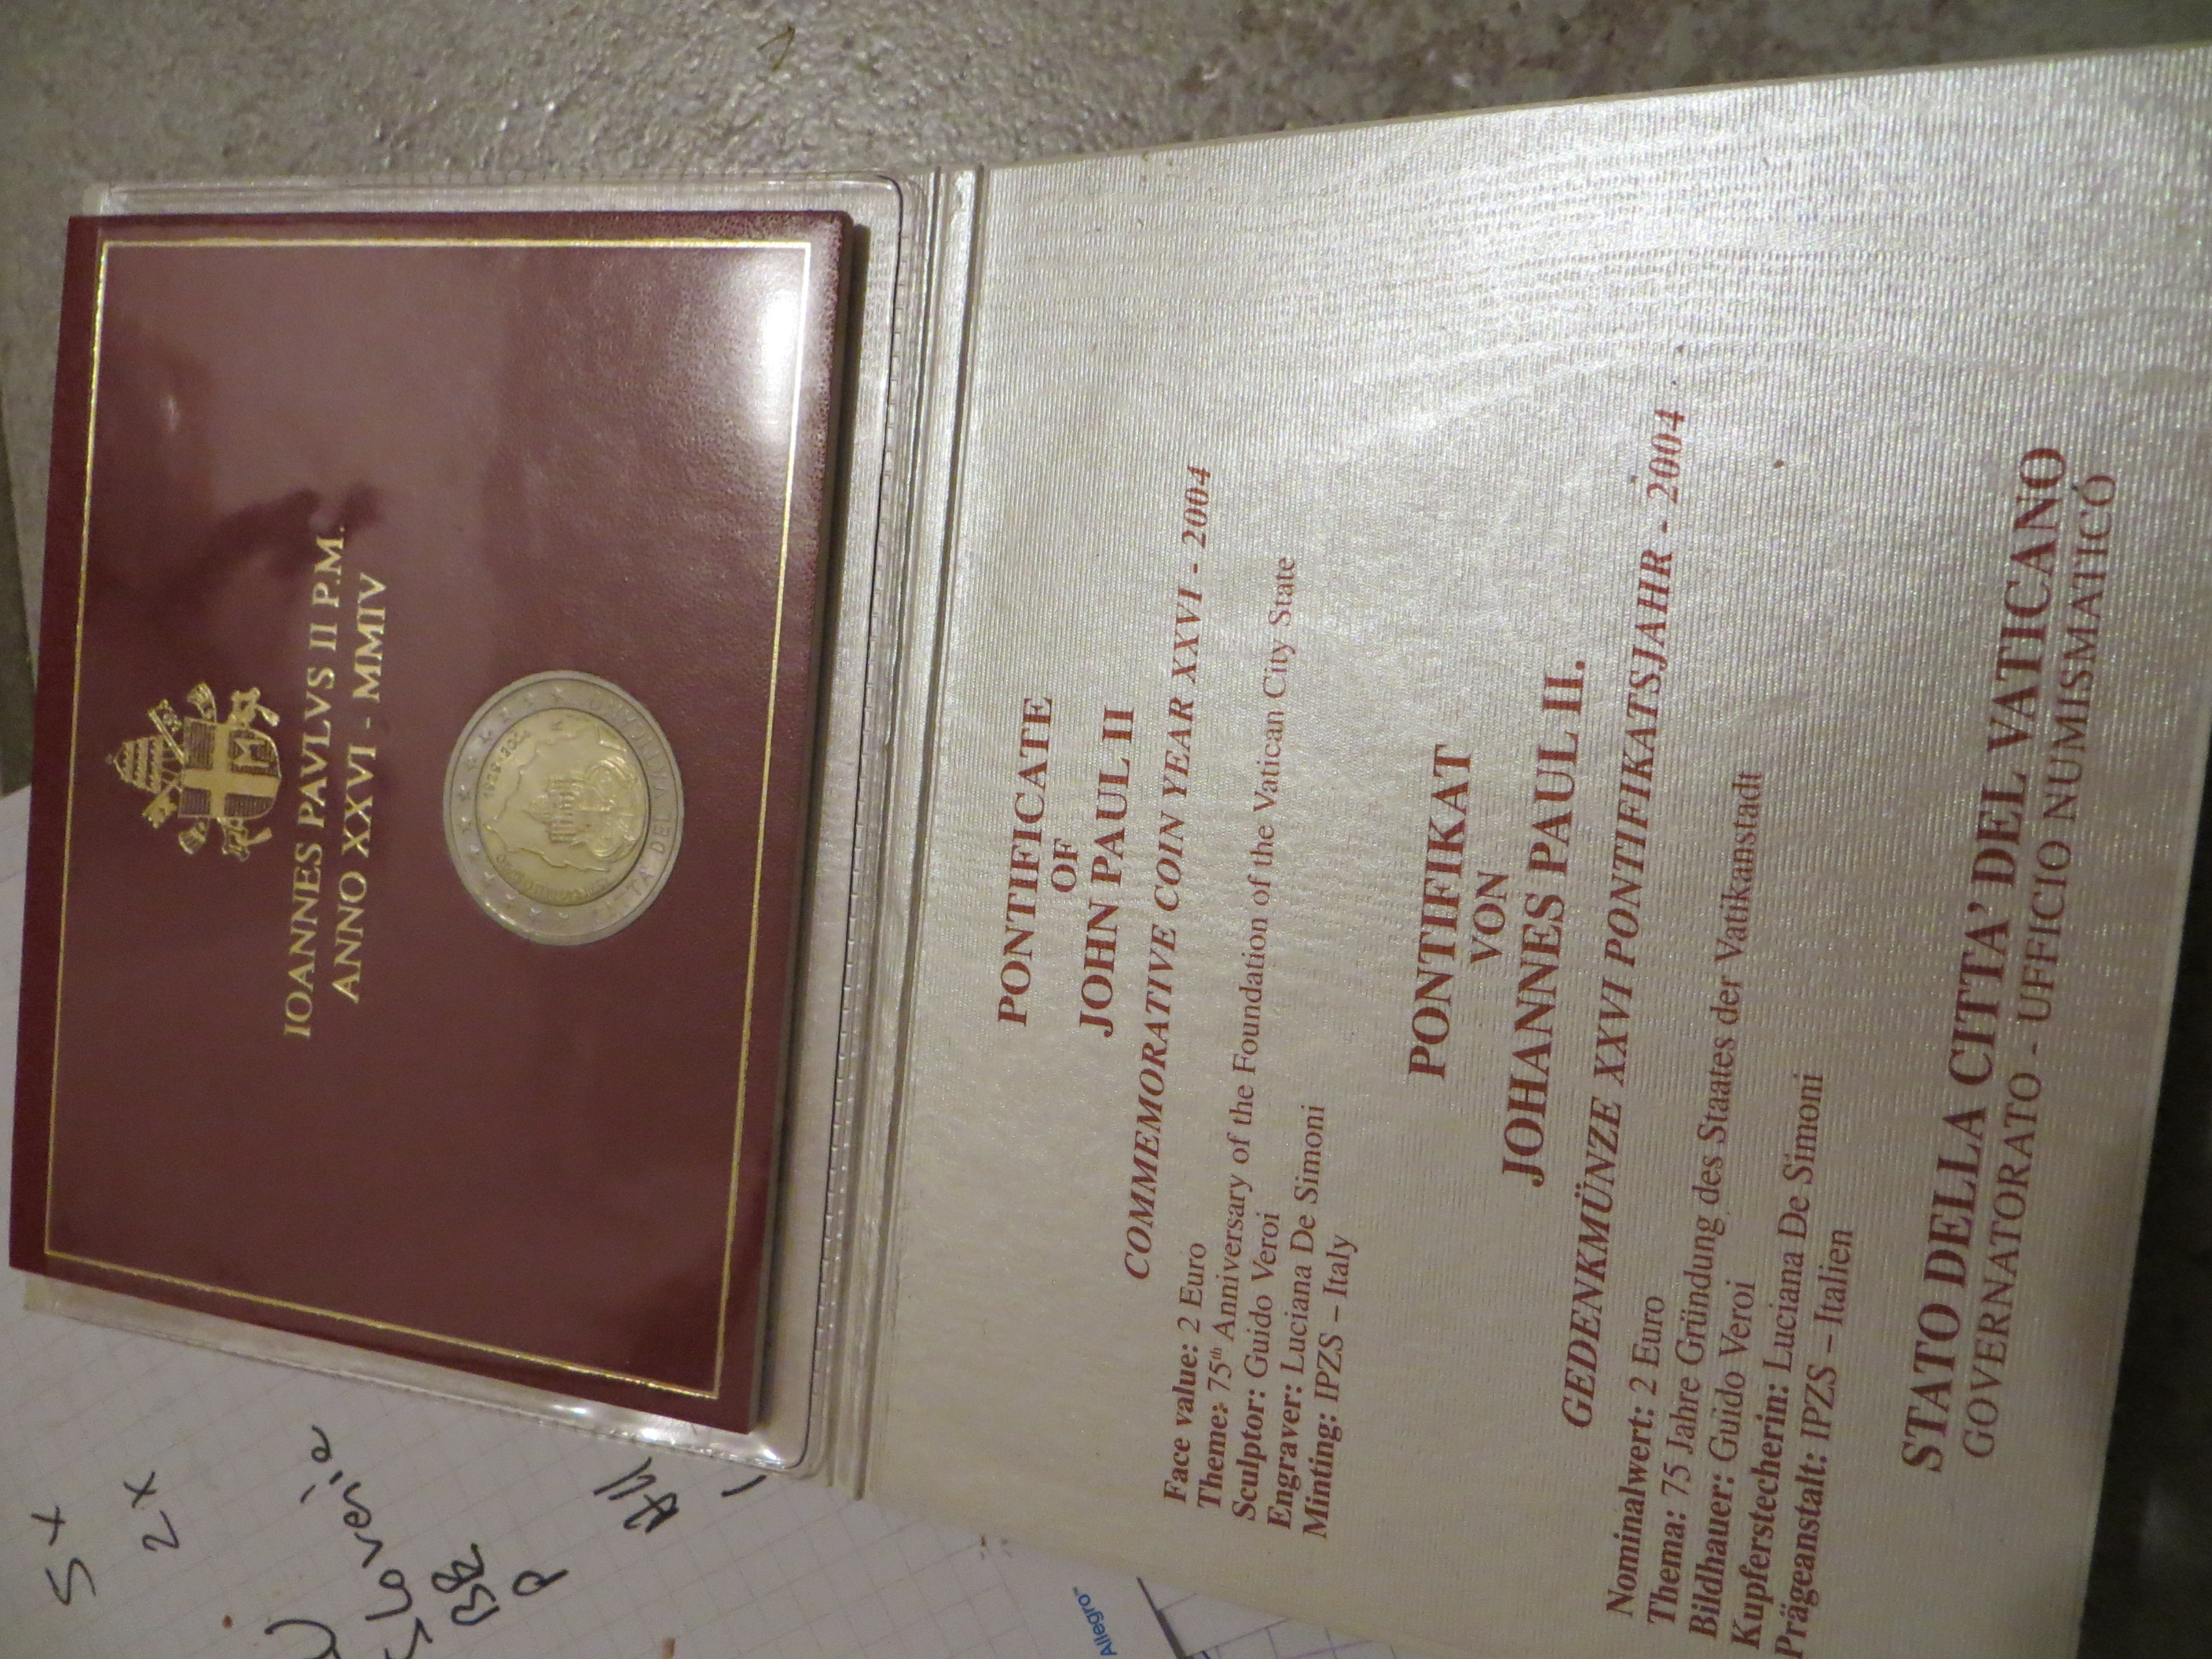 IOANNES PAVLVS II P.M.
ANNO XXVI - MMIV
1929-2004
CITTA' DEL VATICANO
PONTIFICATE
OF
JOHN PAUL II
COMMEMORATIVE COIN YEAR XXVI - 2004
Face value: 2 Euro
Theme: 75th Anniversary of the Foundation of the Vatican City State
Sculptor: Guido Veroi
Engraver: Luciana De Simoni
Minting: IPZS – Italy
PONTIFIKAT
VON
JOHANNES PAUL II.
GEDENKMÜNZE XXVI PONTIFIKATSJAHR - 2004
Nominalwert: 2 Euro
Thema: 75 Jahre Gründung des Staates der Vatikanstadt
Bildhauer: Guido Veroi
Kupferstecherin: Luciana De Simoni
Prägeanstalt: IPZS – Italien
STATO DELLA CITTA' DEL VATICANO
GOVERNATORATO - UFFICIO NUMISMATICO
5x
2x
Slovenie
Allegro